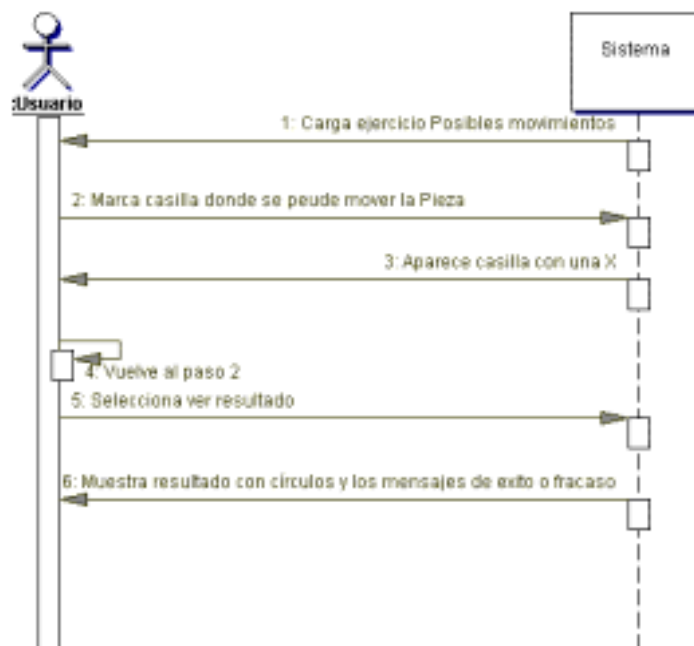 Sistema
:Usuario
1: Carga ejercicio Posibles movimientos
2: Marca casilla donde se peude mover la Pieza
3: Aparece casilla con una X
4: Vuelve al paso 2
5: Selecciona ver resultado
6: Muestra resultado con círculos y los mensajes de exito o fracaso